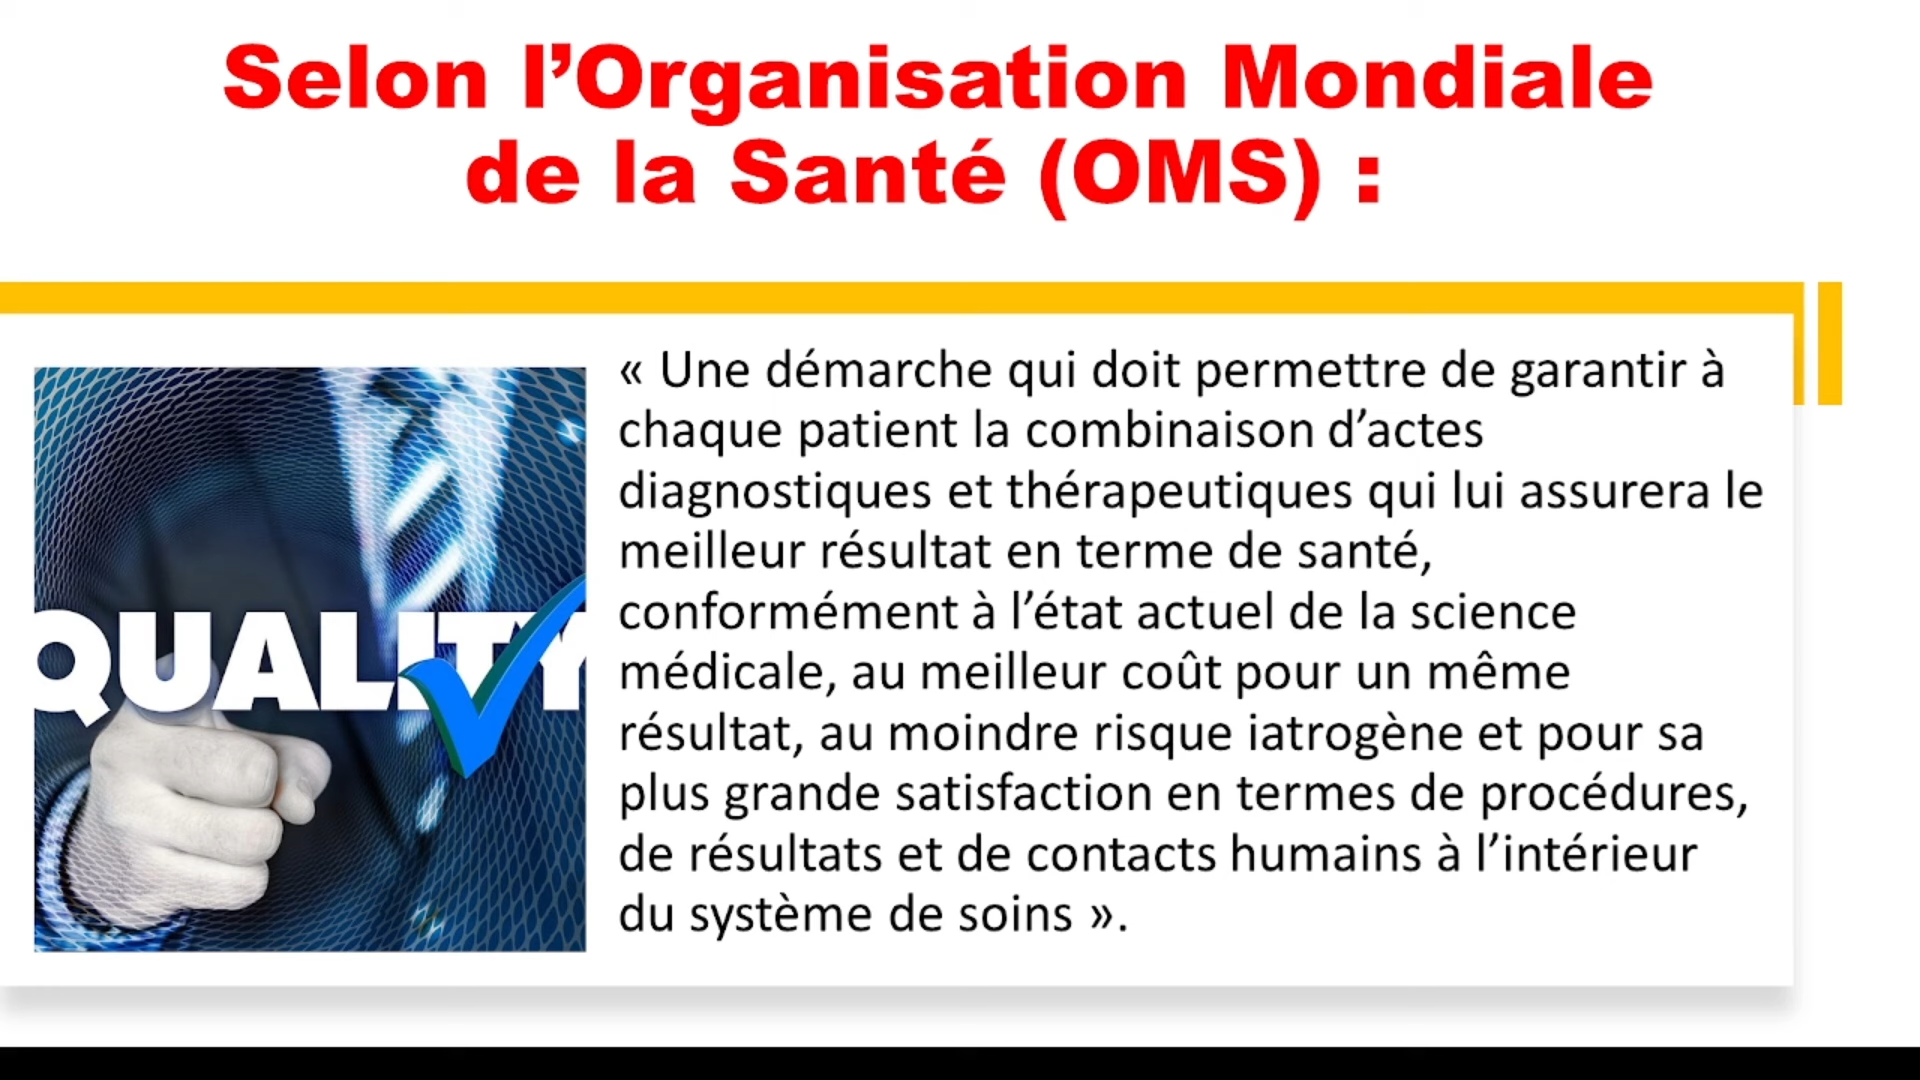 Selon l’Organisation Mondiale
de la Santé (OMS) :
« Une démarche qui doit permettre de garantir à
chaque patient la combinaison d’actes
diagnostiques et thérapeutiques qui lui assurera le
meilleur résultat en terme de santé,
conformément à l’état actuel de la science
médicale, au meilleur coût pour un même
résultat, au moindre risque iatrogène et pour sa
plus grande satisfaction en termes de procédures,
de résultats et de contacts humains à l’intérieur
du système de soins ».
QUALITY